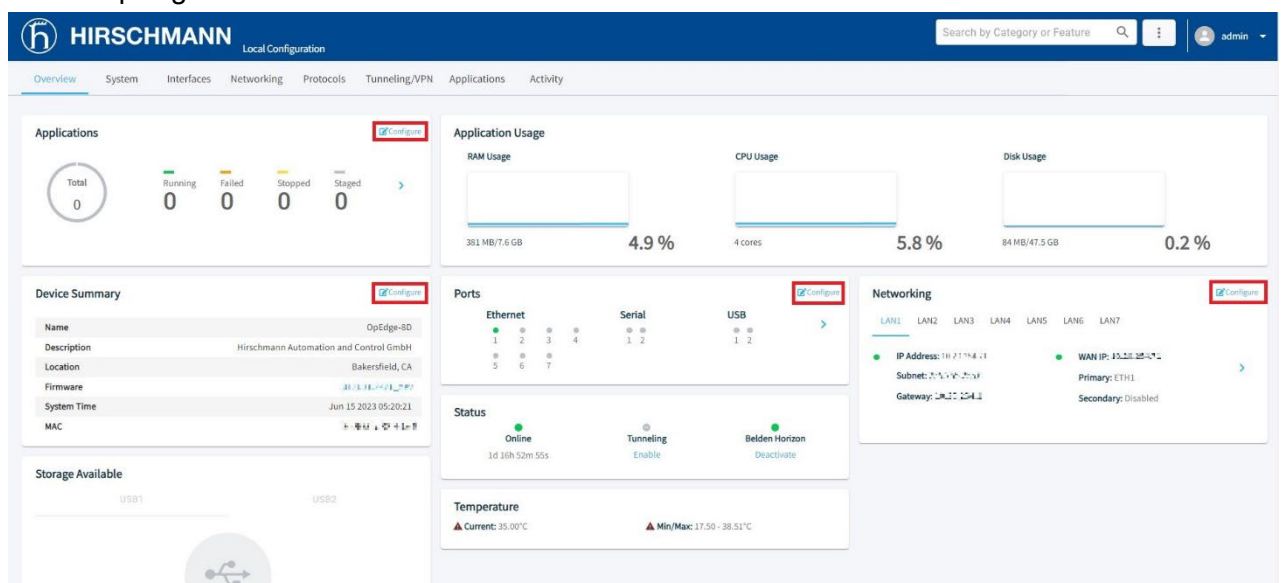 HIRSCHMANN Local Configuration
Search by Category or Feature
admin
Overview System Interfaces Networking Protocols Tunneling/VPN Applications Activity
Applications
Configure
Total
0
Running Failed Stopped Staged
0 0 0 0
Application Usage
RAM Usage CPU Usage Disk Usage
381 MB/7.6 GB 4.9 % 4 cores 5.8 % 84 MB/47.5 GB 0.2 %
Device Summary
Configure
Name OpEdge-8D
Description Hirschmann Automation and Control GmbH
Location Bakersfield, CA
Firmware
System Time Jun 15 2023 05:20:21
MAC
Ports
Configure
Ethernet Serial USB
1 2 3 4 1 2 1 2
5 6 7
Networking
Configure
LAN1 LAN2 LAN3 LAN4 LAN5 LAN6 LAN7
IP Address: WAN IP:
Subnet: Primary: ETH1
Gateway: Secondary: Disabled
Status
Online Tunneling Belden Horizon
1d 16h 52m 55s Enable Deactivate
Storage Available
USB1 USB2
Temperature
Current: 35.00°C Min/Max: 17.50 - 38.51°C